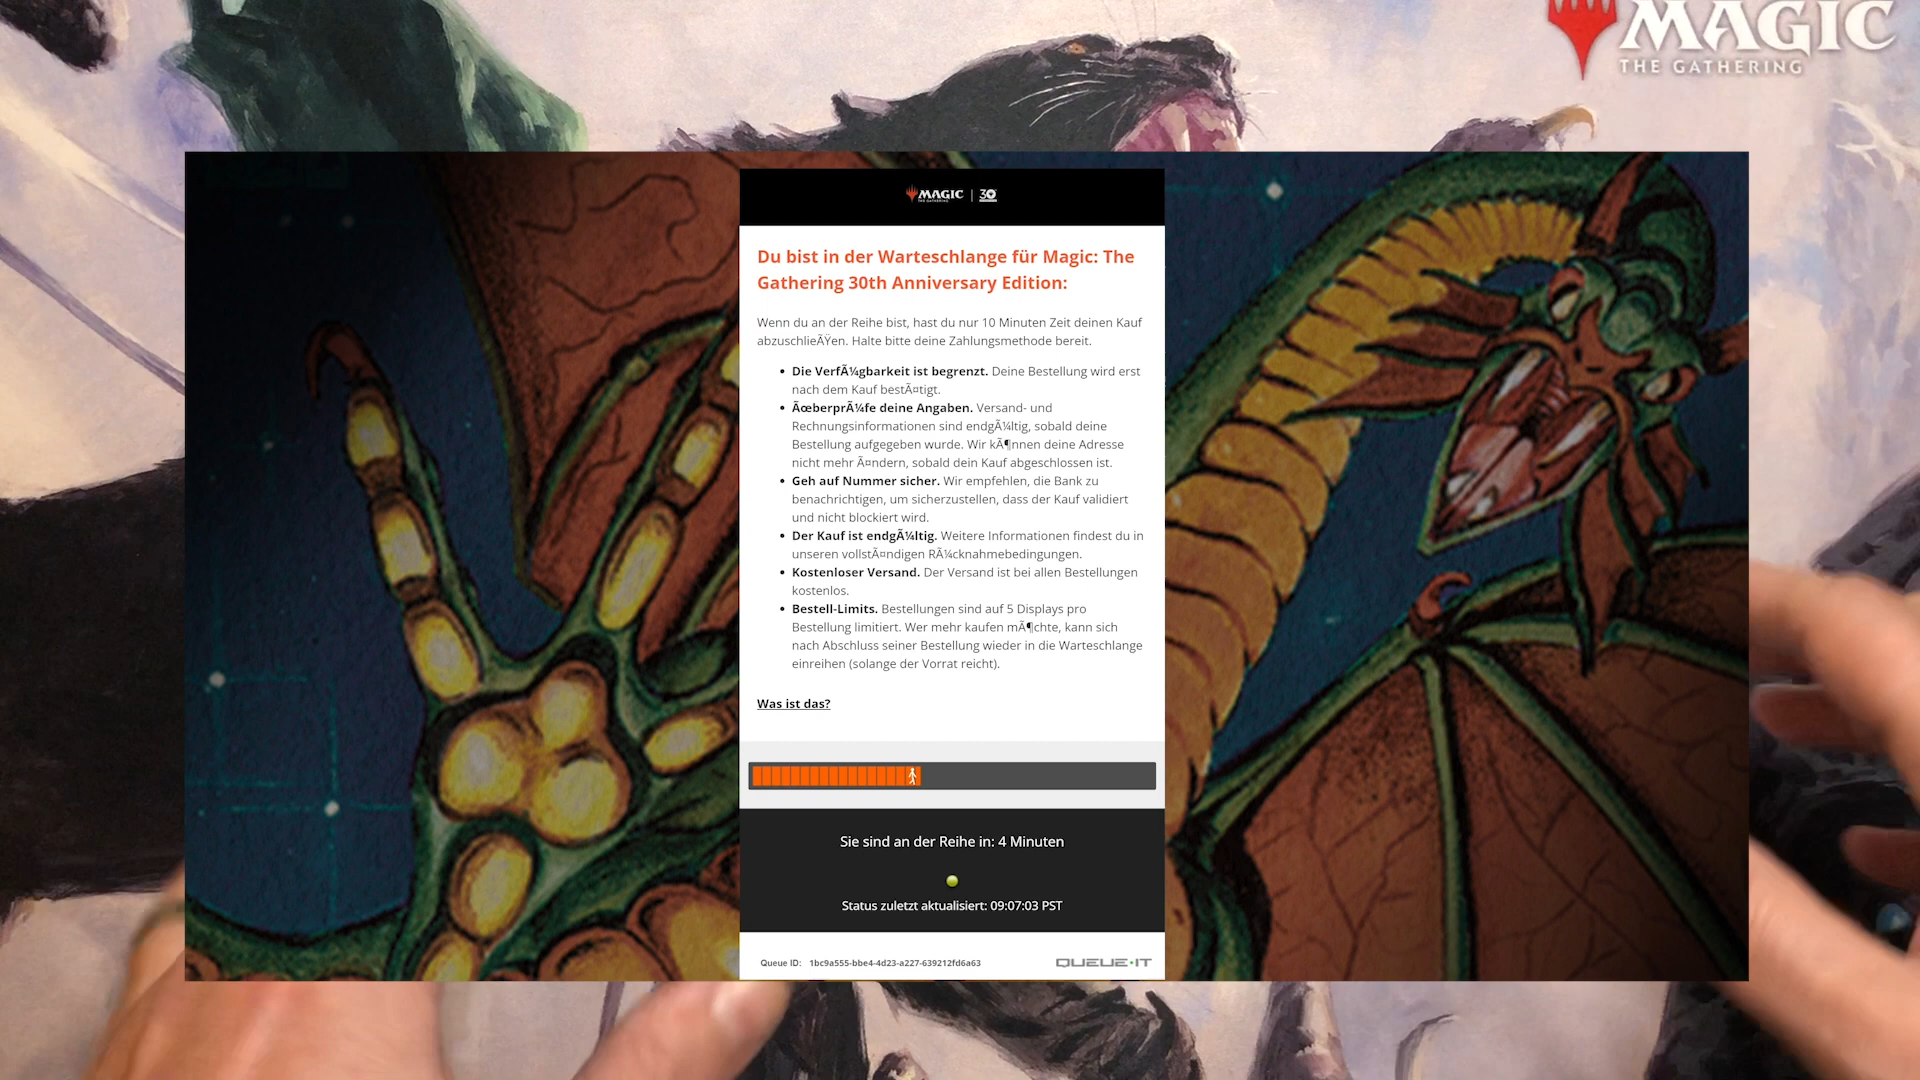 MAGIC
THE GATHERING
MAGIC THE GATHERING | 30
Du bist in der Warteschlange für Magic: The
Gathering 30th Anniversary Edition:
Wenn du an der Reihe bist, hast du nur 10 Minuten Zeit deinen Kauf
abzuschlieÃŸen. Halte bitte deine Zahlungsmethode bereit.
• Die VerfÃ¼gbarkeit ist begrenzt. Deine Bestellung wird erst
nach dem Kauf bestÃ¤tigt.
• ÃœberprÃ¼fe deine Angaben. Versand- und
Rechnungsinformationen sind endgÃ¼ltig, sobald deine
Bestellung aufgegeben wurde. Wir kÃ¶nnen deine Adresse
nicht mehr Ã¤ndern, sobald dein Kauf abgeschlossen ist.
• Geh auf Nummer sicher. Wir empfehlen, die Bank zu
benachrichtigen, um sicherzustellen, dass der Kauf validiert
und nicht blockiert wird.
• Der Kauf ist endgÃ¼ltig. Weitere Informationen findest du in
unseren vollstÃ¤ndigen RÃ¼cknahmebedingungen.
• Kostenloser Versand. Der Versand ist bei allen Bestellungen
kostenlos.
• Bestell-Limits. Bestellungen sind auf 5 Displays pro
Bestellung limitiert. Wer mehr kaufen mÃ¶chte, kann sich
nach Abschluss seiner Bestellung wieder in die Warteschlange
einreihen (solange der Vorrat reicht).
Was ist das?
Sie sind an der Reihe in: 4 Minuten
Status zuletzt aktualisiert: 09:07:03 PST
Queue ID: 1bc9a555-bbe4-4d23-a227-639212fd6a63
QUEUE-IT